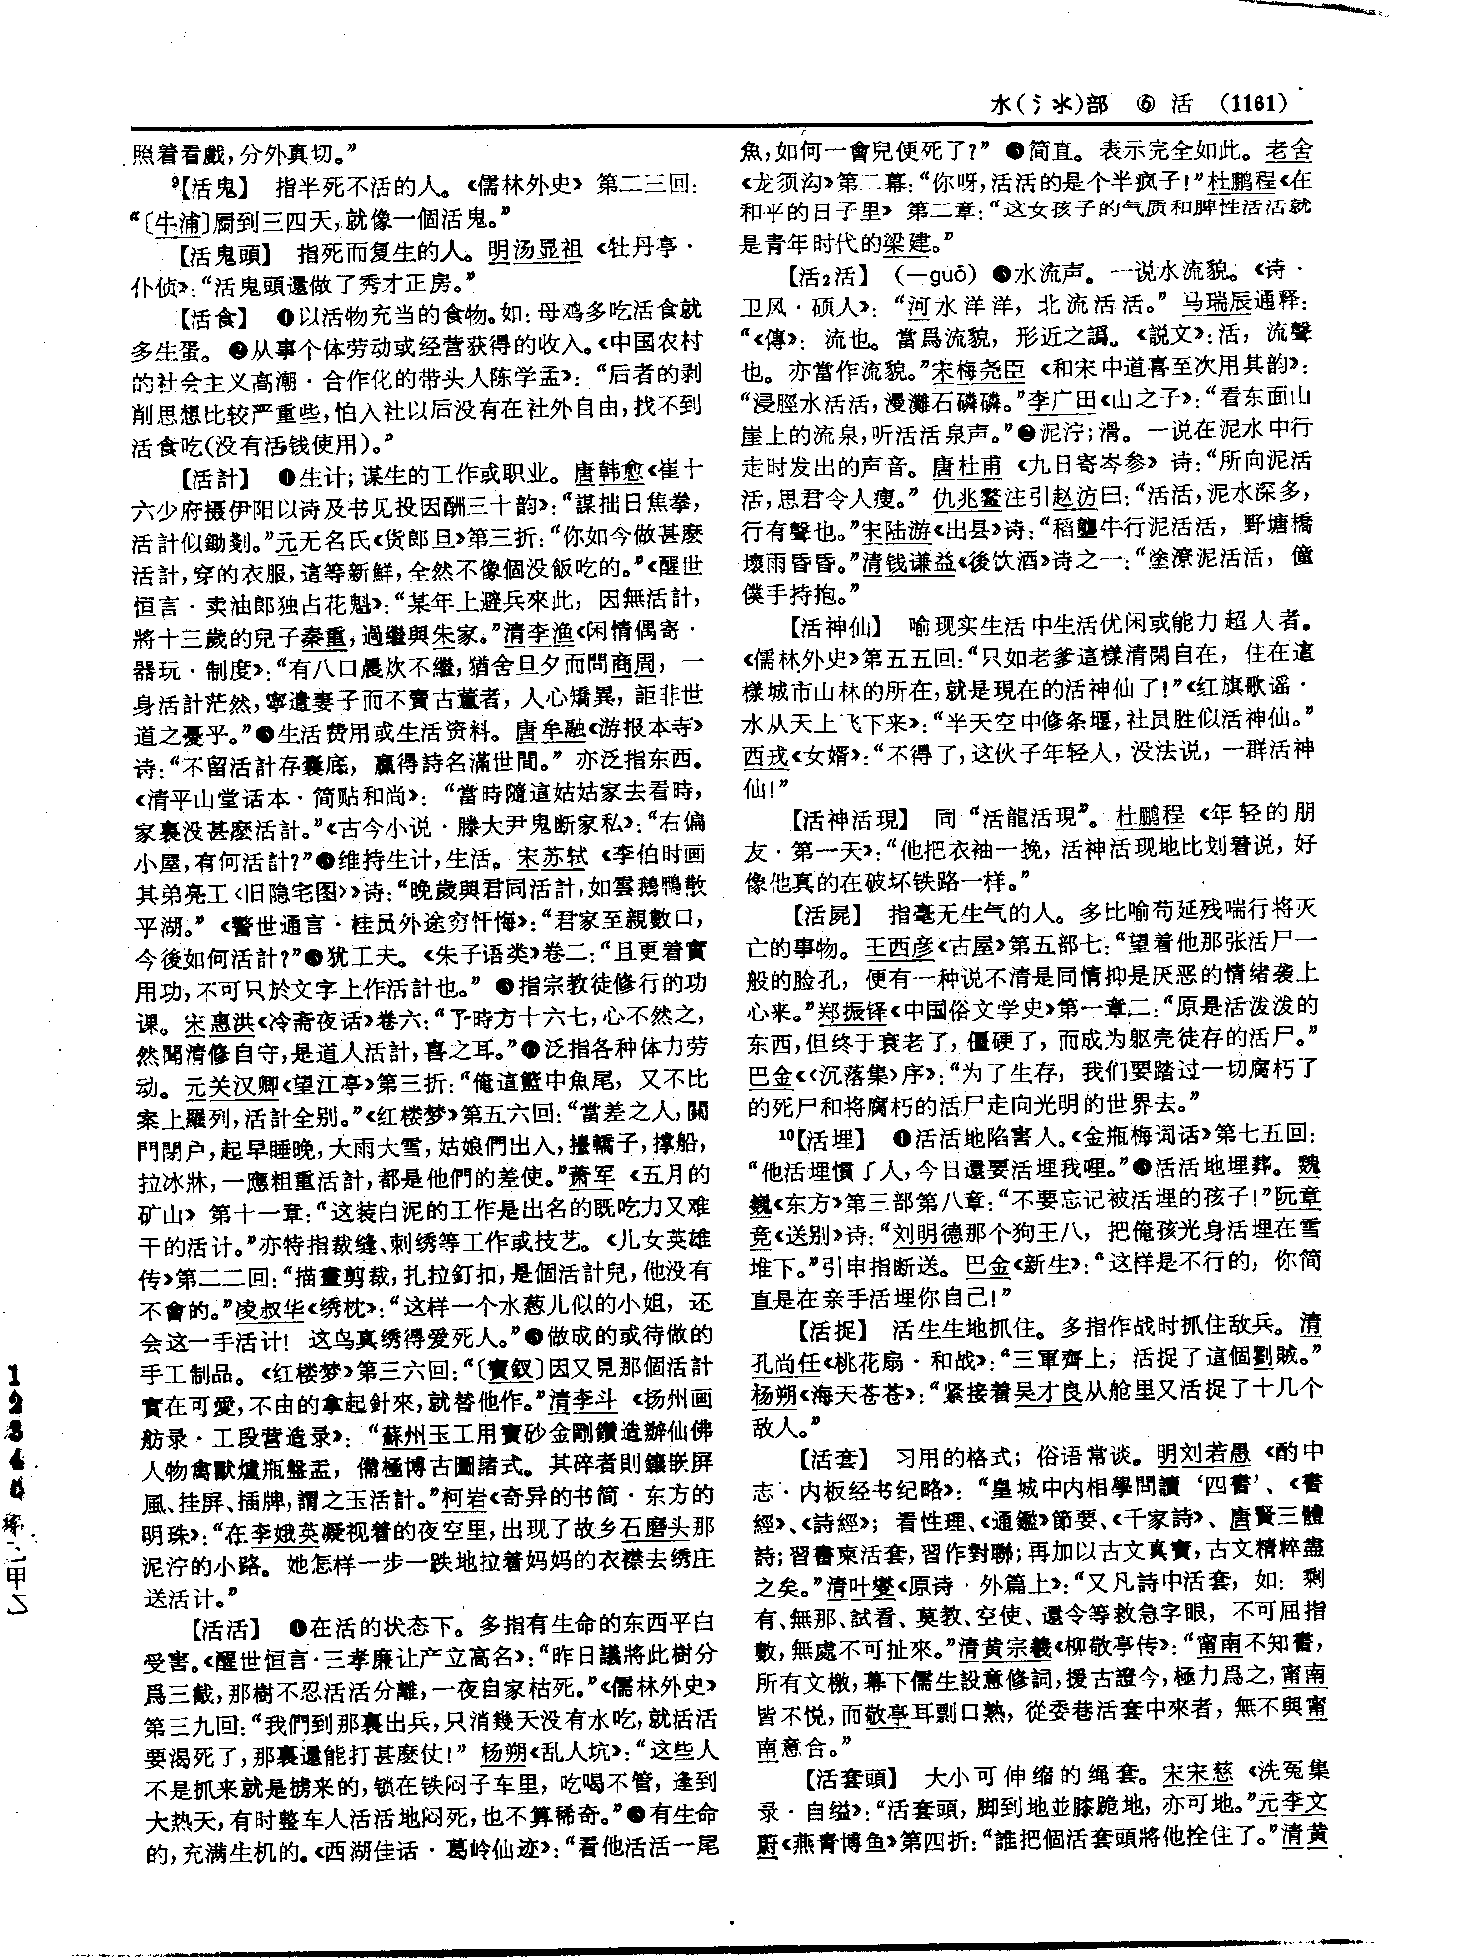 水(氵氺)部 ⑥ 活 (1161)
照着看戲，分外真切。”
⁹【活鬼】 指半死不活的人。《儒林外史》第二三回：
“〔牛浦〕屙到三四天，就像一個活鬼。”
【活鬼頭】 指死而复生的人。明汤显祖《牡丹亭·
仆侦》：“活鬼頭還做了秀才正房。”
【活食】 ❶以活物充当的食物。如：母鸡多吃活食就
多生蛋。❷从事个体劳动或经营获得的收入。《中国农村
的社会主义高潮·合作化的带头人陈学孟》：“后者的剥
削思想比较严重些，怕入社以后没有在社外自由，找不到
活食吃(没有活钱使用)。”
【活計】 ❶生计；谋生的工作或职业。唐韩愈《崔十
六少府摄伊阳以诗及书见投因酬三十韵》：“謀拙日焦拳，
活計似鋤剗。”元无名氏《货郎旦》第三折：“你如今做甚麽
活計，穿的衣服，這等新鮮，全然不像個没飯吃的。”《醒世
恒言·卖油郎独占花魁》：“某年上避兵來此，因無活計，
將十三歲的兒子秦重，過繼與朱家。”清李渔《闲情偶寄·
器玩·制度》：“有八口晨炊不繼，猶舍旦夕而問商周，一
身活計茫然，寧遣妻子而不賣古董者，人心矯異，詎非世
道之憂乎。”❷生活费用或生活资料。唐牟融《游报本寺》
诗：“不留活計存囊底，贏得詩名滿世間。”亦泛指东西。
《清平山堂话本·简贴和尚》：“當時隨這姑姑家去看時，
家裏没甚麽活計。”《古今小说·滕大尹鬼断家私》：“右偏
小屋，有何活計？”❸维持生计，生活。宋苏轼《李伯时画
其弟亮工〈旧隐宅图〉》诗：“晚歲與君同活計，如雲鵝鴨散
平湖。”《警世通言·桂员外途穷忏悔》：“君家至親數口，
今後如何活計？”❹犹工夫。《朱子语类》卷二：“且更着實
用功，不可只於文字上作活計也。”❺指宗教徒修行的功
课。宋惠洪《冷斋夜话》卷六：“予時方十六七，心不然之，
然聞清修自守，是道人活計，喜之耳。”❻泛指各种体力劳
动。元关汉卿《望江亭》第三折：“俺這籃中魚尾，又不比
案上羅列，活計全别。”《红楼梦》第五六回：“當差之人，關
門閉户，起早睡晚，大雨大雪，姑娘們出入，擡轎子，撑船，
拉冰牀，一應粗重活計，都是他們的差使。”萧军《五月的
矿山》第十一章：“这装白泥的工作是出名的既吃力又难
干的活计。”亦特指裁缝、刺绣等工作或技艺。《儿女英雄
传》第二二回：“描畫剪裁，扎拉釘扣，是個活計兒，他没有
不會的。”凌叔华《绣枕》：“这样一个水葱儿似的小姐，还
会这一手活计！这鸟真绣得爱死人。”❼做成的或待做的
手工制品。《红楼梦》第三六回：“〔寶釵〕因又見那個活計
實在可愛，不由的拿起針來，就替他作。”清李斗《扬州画
舫录·工段营造录》：“蘇州玉工用寶砂金剛鑽造辦仙佛
人物禽獸爐瓶盤盂，備極博古圖諸式。其碎者則鑲嵌屏
風、挂屏、插牌，謂之玉活計。”柯岩《奇异的书简·东方的
明珠》：“在李娥英凝视着的夜空里，出现了故乡石磨头那
泥泞的小路。她怎样一步一跌地拉着妈妈的衣襟去绣庄
送活计。”
【活活】 ❶在活的状态下。多指有生命的东西平白
受害。《醒世恒言·三孝廉让产立高名》：“昨日議將此樹分
爲三截，那樹不忍活活分離，一夜自家枯死。”《儒林外史》
第三九回：“我們到那裏出兵，只消幾天没有水吃，就活活
要渴死了，那裏還能打甚麽仗！”杨朔《乱人坑》：“这些人
不是抓来就是掳来的，锁在铁闷子车里，吃喝不管，逢到
大热天，有时整车人活活地闷死，也不算稀奇。”❷有生命
的，充满生机的。《西湖佳话·葛岭仙迹》：“看他活活一尾
魚，如何一會兒便死了？”❸简直。表示完全如此。老舍
《龙须沟》第二幕：“你呀，活活的是个半疯子！”杜鹏程《在
和平的日子里》第二章：“这女孩子的气质和脾性活活就
是青年时代的梁建。”
【活₂活】 (—guō) ❶水流声。一说水流貌。《诗·
卫风·硕人》：“河水洋洋，北流活活。”马瑞辰通释：
“《傳》：流也。當爲流貌，形近之譌。《説文》：活，流聲
也。亦當作流貌。”宋梅尧臣《和宋中道喜至次用其韵》：
“浸脛水活活，漫灘石磷磷。”李广田《山之子》：“看东面山
崖上的流泉，听活活泉声。”❷泥泞；滑。一说在泥水中行
走时发出的声音。唐杜甫《九日寄岑参》诗：“所向泥活
活，思君令人瘦。”仇兆鳌注引赵汸曰：“活活，泥水深多，
行有聲也。”宋陆游《出县》诗：“稻壟牛行泥活活，野塘橋
壞雨昏昏。”清钱谦益《後饮酒》诗之一：“塗潦泥活活，僮
僕手持抱。”
【活神仙】 喻现实生活中生活优闲或能力超人者。
《儒林外史》第五五回：“只如老爹這樣清閑自在，住在這
樣城市山林的所在，就是現在的活神仙了！”《红旗歌谣·
水从天上飞下来》：“半天空中修条堰，社员胜似活神仙。”
西戎《女婿》：“不得了，这伙子年轻人，没法说，一群活神
仙！”
【活神活現】 同“活龍活現”。杜鹏程《年轻的朋
友·第一天》：“他把衣袖一挽，活神活现地比划着说，好
像他真的在破坏铁路一样。”
【活屍】 指毫无生气的人。多比喻苟延残喘行将灭
亡的事物。王西彦《古屋》第五部七：“望着他那张活尸一
般的脸孔，便有一种说不清是同情抑是厌恶的情绪袭上
心来。”郑振铎《中国俗文学史》第一章二：“原是活泼泼的
东西，但终于衰老了，僵硬了，而成为躯壳徒存的活尸。”
巴金《〈沉落集〉序》：“为了生存，我们要踏过一切腐朽了
的死尸和将腐朽的活尸走向光明的世界去。”
¹⁰【活埋】 ❶活活地陷害人。《金瓶梅词话》第七五回：
“他活埋慣了人，今日還要活埋我哩。”❷活活地埋葬。魏
巍《东方》第三部第八章：“不要忘记被活埋的孩子！”阮章
竞《送别》诗：“刘明德那个狗王八，把俺孩光身活埋在雪
堆下。”引申指断送。巴金《新生》：“这样是不行的，你简
直是在亲手活埋你自己！”
【活捉】 活生生地抓住。多指作战时抓住敌兵。清
孔尚任《桃花扇·和战》：“三軍齊上，活捉了這個劉賊。”
杨朔《海天苍苍》：“紧接着吴才良从舱里又活捉了十几个
敌人。”
【活套】 习用的格式；俗语常谈。明刘若愚《酌中
志·内板经书纪略》：“皇城中内相學問讀‘四書’、《書
經》、《詩經》；看性理、《通鑑》節要、《千家詩》、唐賢三體
詩；習書柬活套，習作對聯；再加以古文真寶，古文精粹盡
之矣。”清叶燮《原诗·外篇上》：“又凡詩中活套，如：剩
有、無那、試看、莫教、空使、還令等救急字眼，不可屈指
數，無處不可扯來。”清黄宗羲《柳敬亭传》：“甯南不知書，
所有文檄，幕下儒生設意修詞，援古證今，極力爲之，甯南
皆不悦，而敬亭耳剽口熟，從委巷活套中來者，無不與甯
南意合。”
【活套頭】 大小可伸缩的绳套。宋宋慈《洗冤集
录·自缢》：“活套頭，脚到地並膝跪地，亦可地。”元李文
蔚《燕青博鱼》第四折：“誰把個活套頭將他拴住了。”清黄